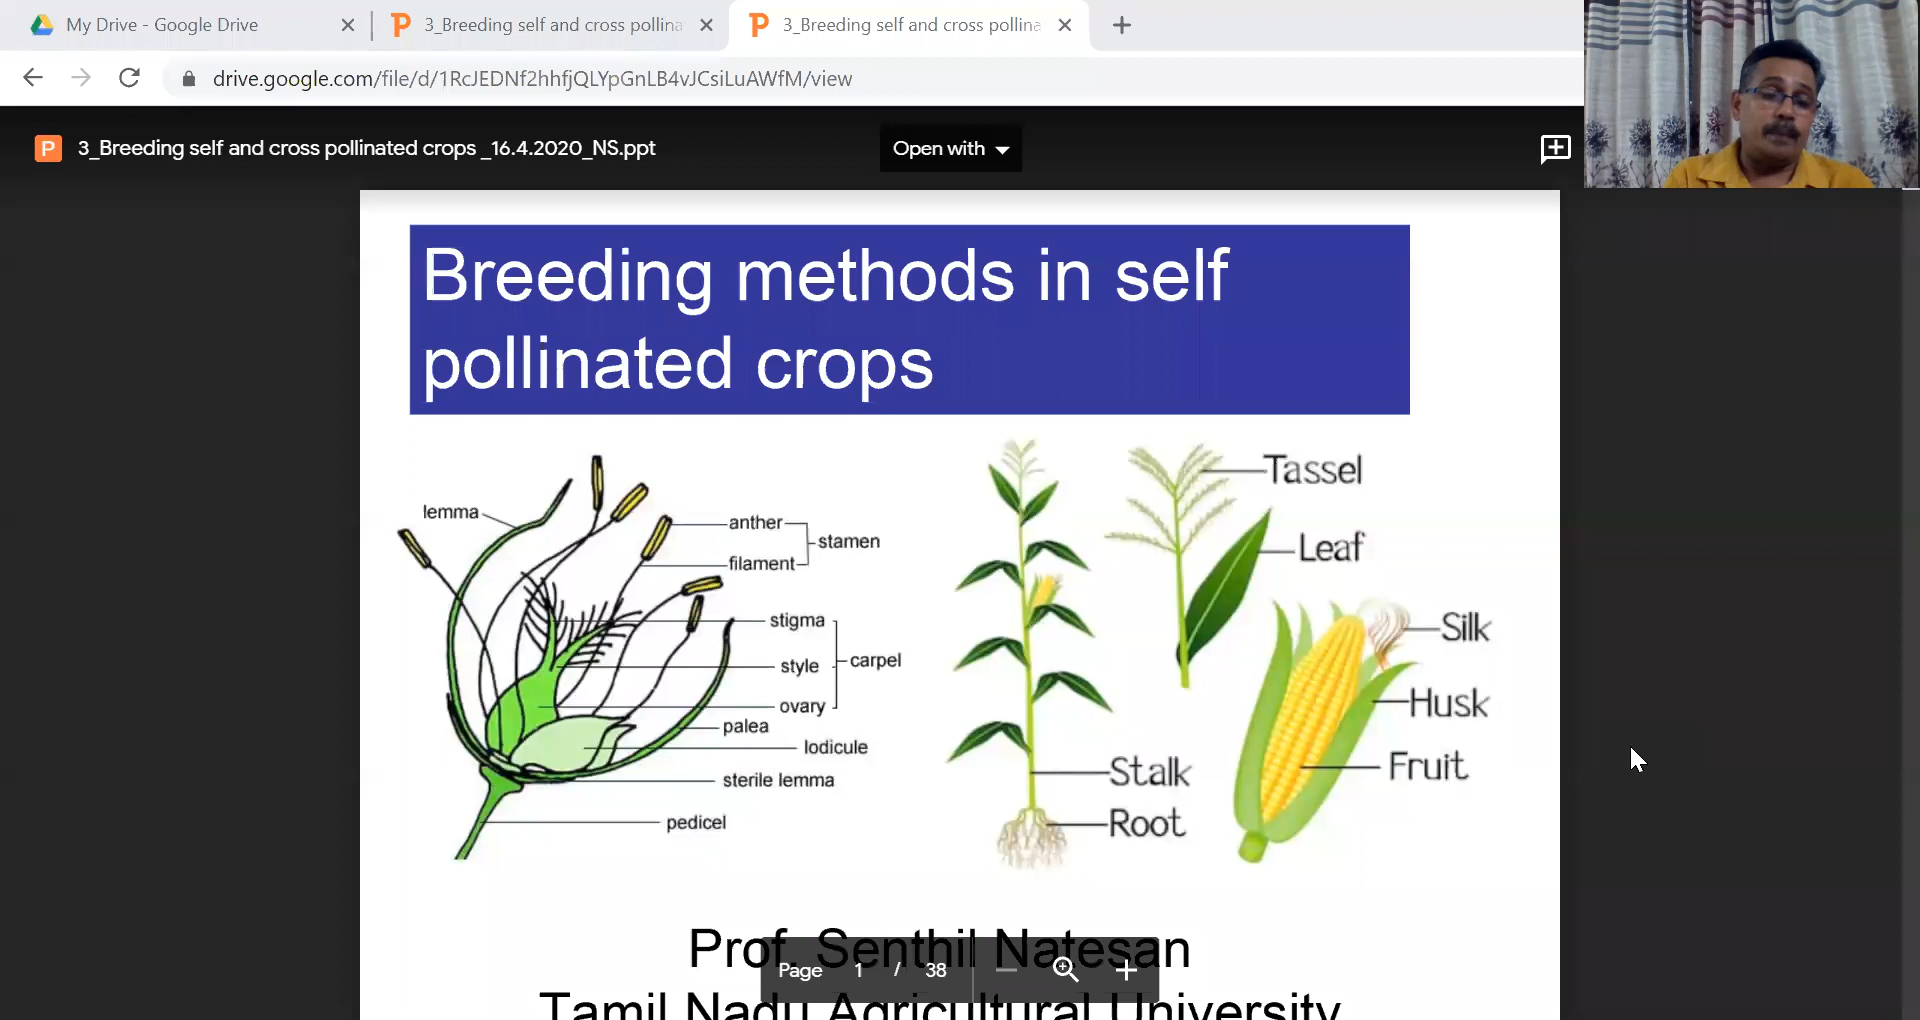 My Drive - Google Drive
3_Breeding self and cross pollina
3_Breeding self and cross pollina
drive.google.com/file/d/1RcJEDNf2hhfjQLYpGnLB4vJCsiLuAWfM/view
P 3_Breeding self and cross pollinated crops _16.4.2020_NS.ppt
Open with
Breeding methods in self
pollinated crops
lemma
anther
stamen
filament
stigma
style
carpel
ovary
palea
lodicule
sterile lemma
pedicel
Tassel
Leaf
Silk
Husk
Fruit
Stalk
Root
Prof. Senthil Natesan
Page 1 / 38
Tamil Nadu Agricultural University